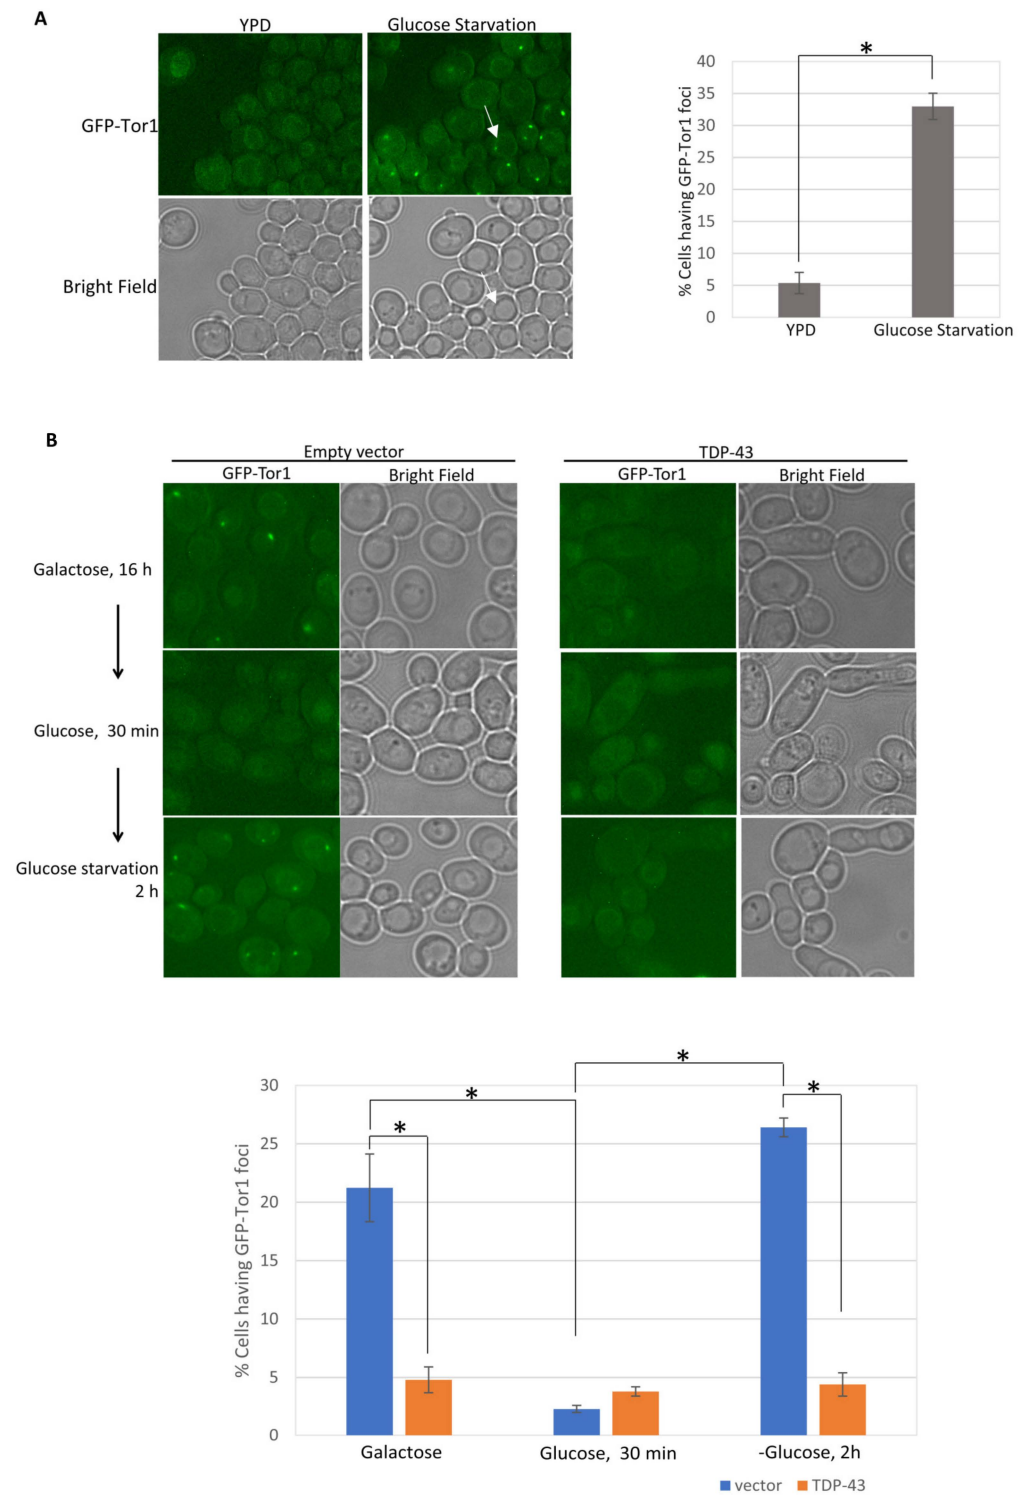 A
YPD
Glucose Starvation
GFP-Tor1
Bright Field
*
% Cells having GFP-Tor1 foci
40
35
30
25
20
15
10
5
0
YPD
Glucose Starvation
B
Empty vector
TDP-43
GFP-Tor1
Bright Field
GFP-Tor1
Bright Field
Galactose, 16 h
Glucose, 30 min
Glucose starvation
2 h
*
*
*
*
% Cells having GFP-Tor1 foci
30
25
20
15
10
5
0
Galactose
Glucose, 30 min
-Glucose, 2h
vector
TDP-43